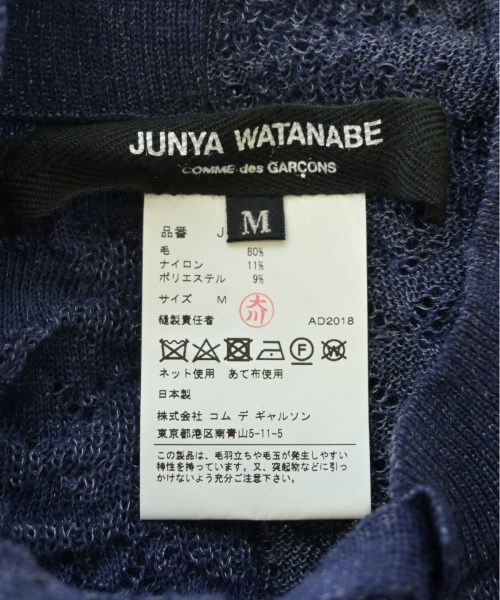 JUNYA WATANABE
COMME des GARÇONS
M
品番 J
毛 80%
ナイロン 11%
ポリエステル 9%
サイズ M
縫製責任者 大川 AD2018
F
ネット使用 あて布使用
日本製
株式会社 コム デ ギャルソン
東京都港区南青山5-11-5
この製品は、毛羽立ちや毛玉が発生しやすい
特性を持っています。又、突起物などに引っ
かけないよう充分ご注意下さい。